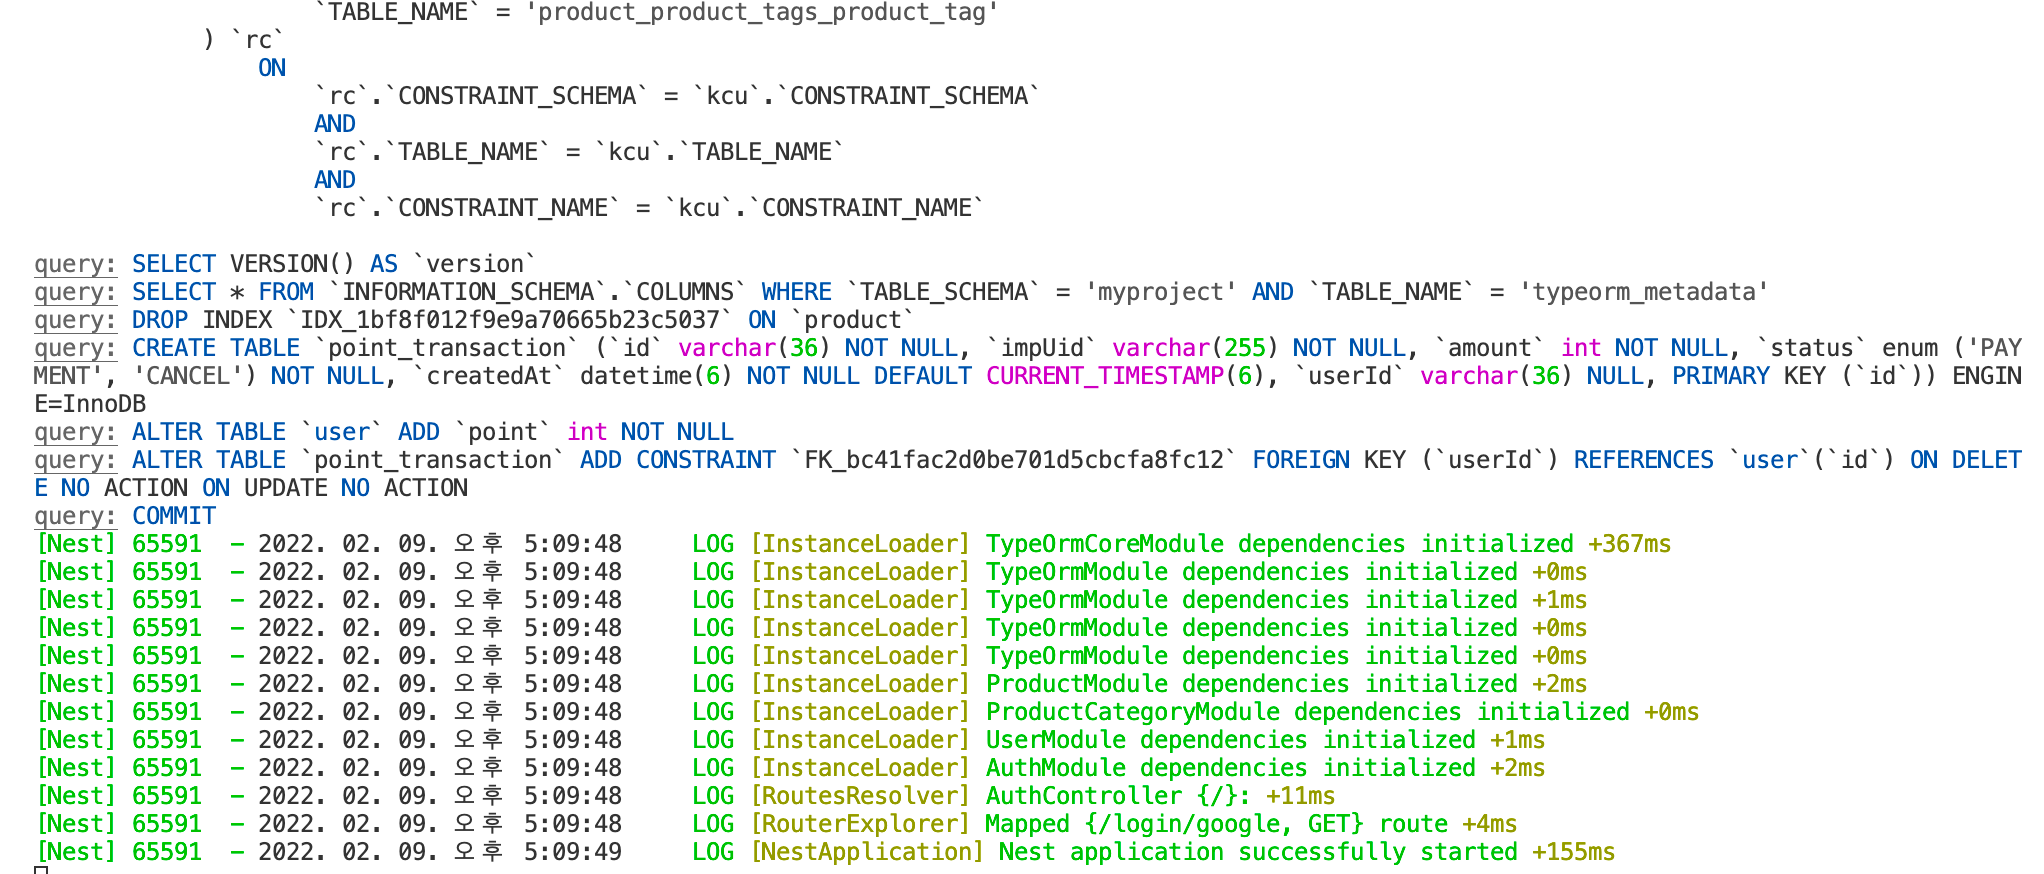 `TABLE_NAME` = 'product_product_tags_product_tag'
) `rc`
ON
`rc`.`CONSTRAINT_SCHEMA` = `kcu`.`CONSTRAINT_SCHEMA`
AND
`rc`.`TABLE_NAME` = `kcu`.`TABLE_NAME`
AND
`rc`.`CONSTRAINT_NAME` = `kcu`.`CONSTRAINT_NAME`
query: SELECT VERSION() AS `version`
query: SELECT * FROM `INFORMATION_SCHEMA`.`COLUMNS` WHERE `TABLE_SCHEMA` = 'myproject' AND `TABLE_NAME` = 'typeorm_metadata'
query: DROP INDEX `IDX_1bf8f012f9e9a70665b23c5037` ON `product`
query: CREATE TABLE `point_transaction` (`id` varchar(36) NOT NULL, `impUid` varchar(255) NOT NULL, `amount` int NOT NULL, `status` enum ('PAY
MENT', 'CANCEL') NOT NULL, `createdAt` datetime(6) NOT NULL DEFAULT CURRENT_TIMESTAMP(6), `userId` varchar(36) NULL, PRIMARY KEY (`id`)) ENGIN
E=InnoDB
query: ALTER TABLE `user` ADD `point` int NOT NULL
query: ALTER TABLE `point_transaction` ADD CONSTRAINT `FK_bc41fac2d0be701d5cbcfa8fc12` FOREIGN KEY (`userId`) REFERENCES `user`(`id`) ON DELET
E NO ACTION ON UPDATE NO ACTION
query: COMMIT
[Nest] 65591  - 2022. 02. 09. 오후 5:09:48     LOG [InstanceLoader] TypeOrmCoreModule dependencies initialized +367ms
[Nest] 65591  - 2022. 02. 09. 오후 5:09:48     LOG [InstanceLoader] TypeOrmModule dependencies initialized +0ms
[Nest] 65591  - 2022. 02. 09. 오후 5:09:48     LOG [InstanceLoader] TypeOrmModule dependencies initialized +1ms
[Nest] 65591  - 2022. 02. 09. 오후 5:09:48     LOG [InstanceLoader] TypeOrmModule dependencies initialized +0ms
[Nest] 65591  - 2022. 02. 09. 오후 5:09:48     LOG [InstanceLoader] TypeOrmModule dependencies initialized +0ms
[Nest] 65591  - 2022. 02. 09. 오후 5:09:48     LOG [InstanceLoader] ProductModule dependencies initialized +2ms
[Nest] 65591  - 2022. 02. 09. 오후 5:09:48     LOG [InstanceLoader] ProductCategoryModule dependencies initialized +0ms
[Nest] 65591  - 2022. 02. 09. 오후 5:09:48     LOG [InstanceLoader] UserModule dependencies initialized +1ms
[Nest] 65591  - 2022. 02. 09. 오후 5:09:48     LOG [InstanceLoader] AuthModule dependencies initialized +2ms
[Nest] 65591  - 2022. 02. 09. 오후 5:09:48     LOG [RoutesResolver] AuthController {/}: +11ms
[Nest] 65591  - 2022. 02. 09. 오후 5:09:48     LOG [RouterExplorer] Mapped {/login/google, GET} route +4ms
[Nest] 65591  - 2022. 02. 09. 오후 5:09:49     LOG [NestApplication] Nest application successfully started +155ms